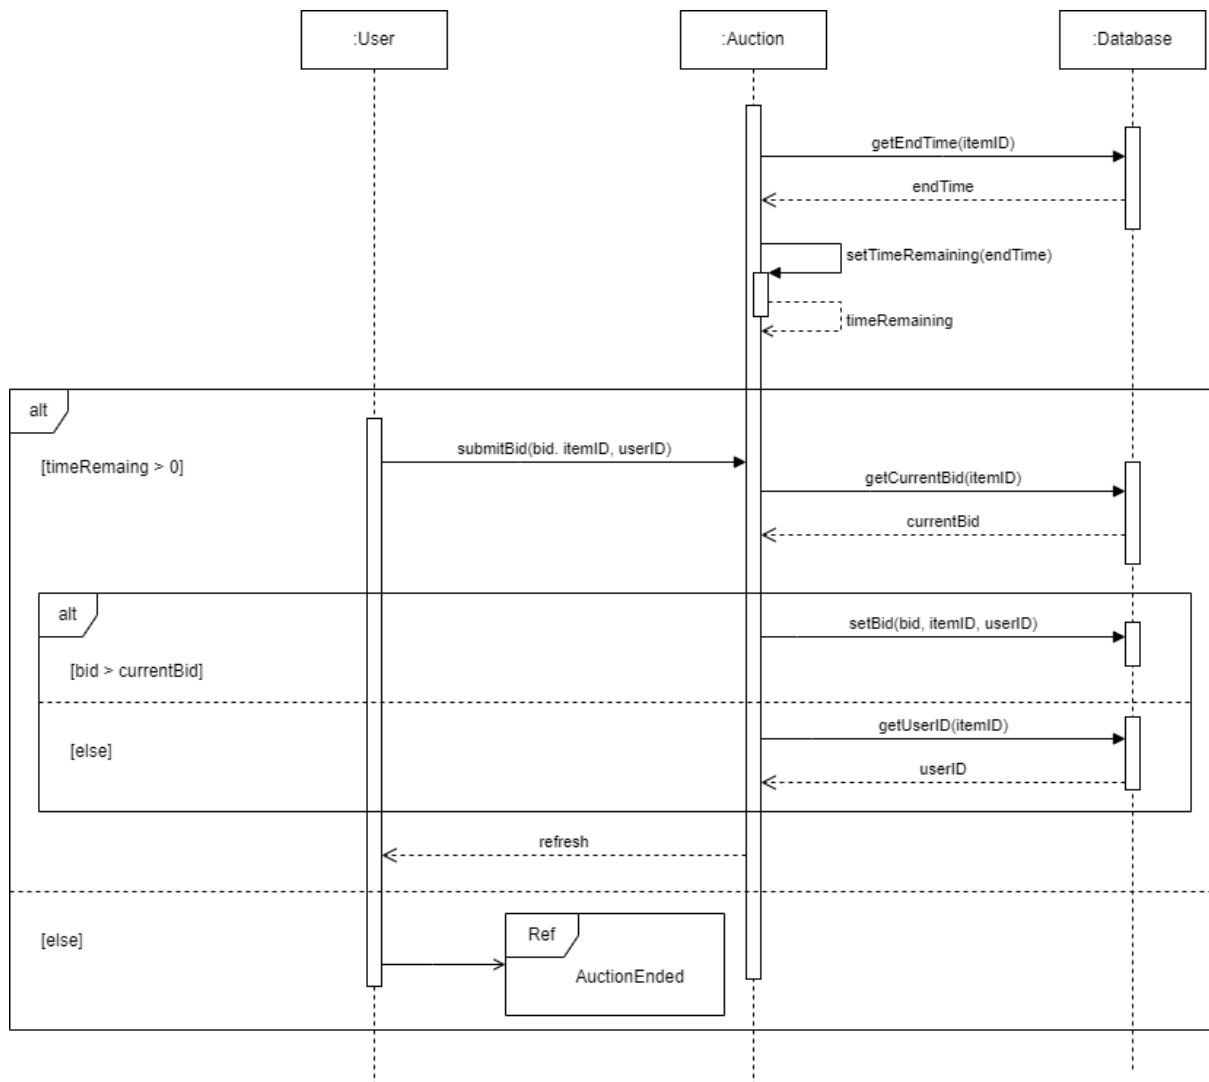 :User
:Auction
:Database
getEndTime(itemID)
endTime
setTimeRemaining(endTime)
timeRemaining
alt
[timeRemaing > 0]
submitBid(bid. itemID, userID)
getCurrentBid(itemID)
currentBid
alt
[bid > currentBid]
setBid(bid, itemID, userID)
[else]
getUserID(itemID)
userID
refresh
[else]
Ref
AuctionEnded